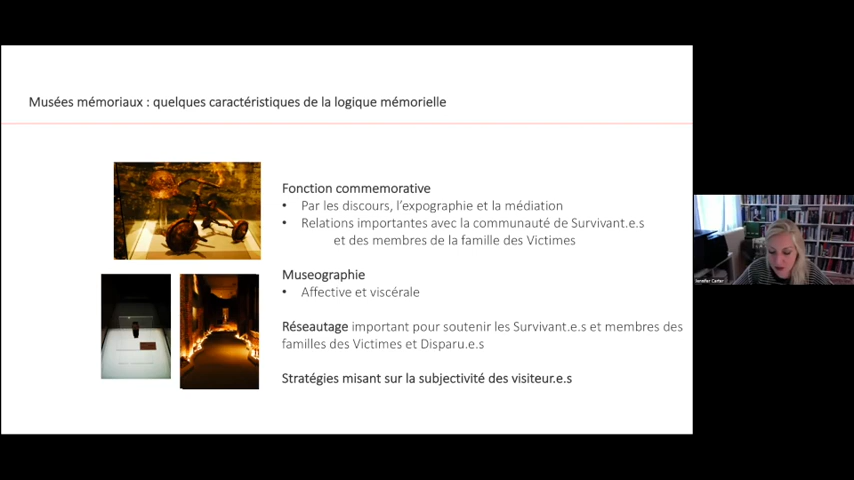 Musées mémoriaux : quelques caractéristiques de la logique mémorielle
Fonction commemorative
• Par les discours, l'expographie et la médiation
• Relations importantes avec la communauté de Survivant.e.s
et des membres de la famille des Victimes
Museographie
• Affective et viscérale
Réseautage important pour soutenir les Survivant.e.s et membres des
familles des Victimes et Disparu.e.s
Stratégies misant sur la subjectivité des visiteur.e.s
Jennifer Carter